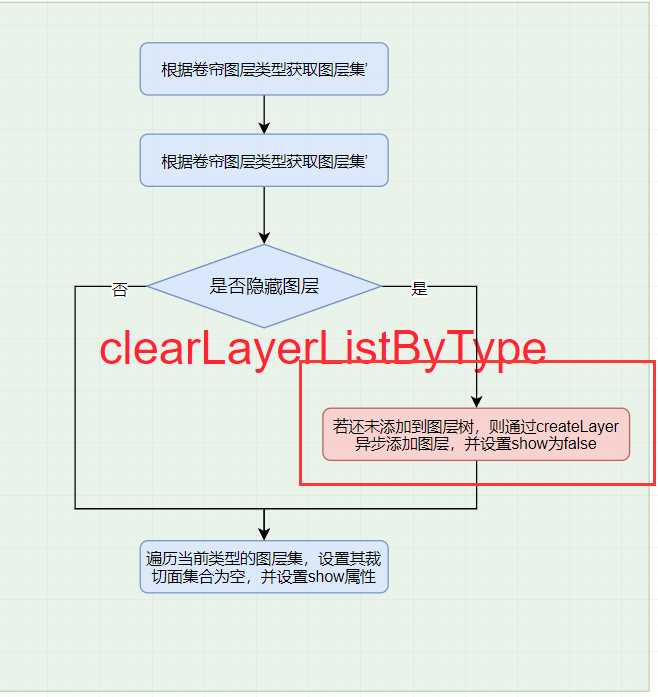 根据卷帘图层类型获取图层集'
根据卷帘图层类型获取图层集'
是否隐藏图层
否
是
clearLayerListByType
若还未添加到图层树，则通过createLayer
异步添加图层，并设置show为false
遍历当前类型的图层集，设置其裁
切面集合为空，并设置show属性